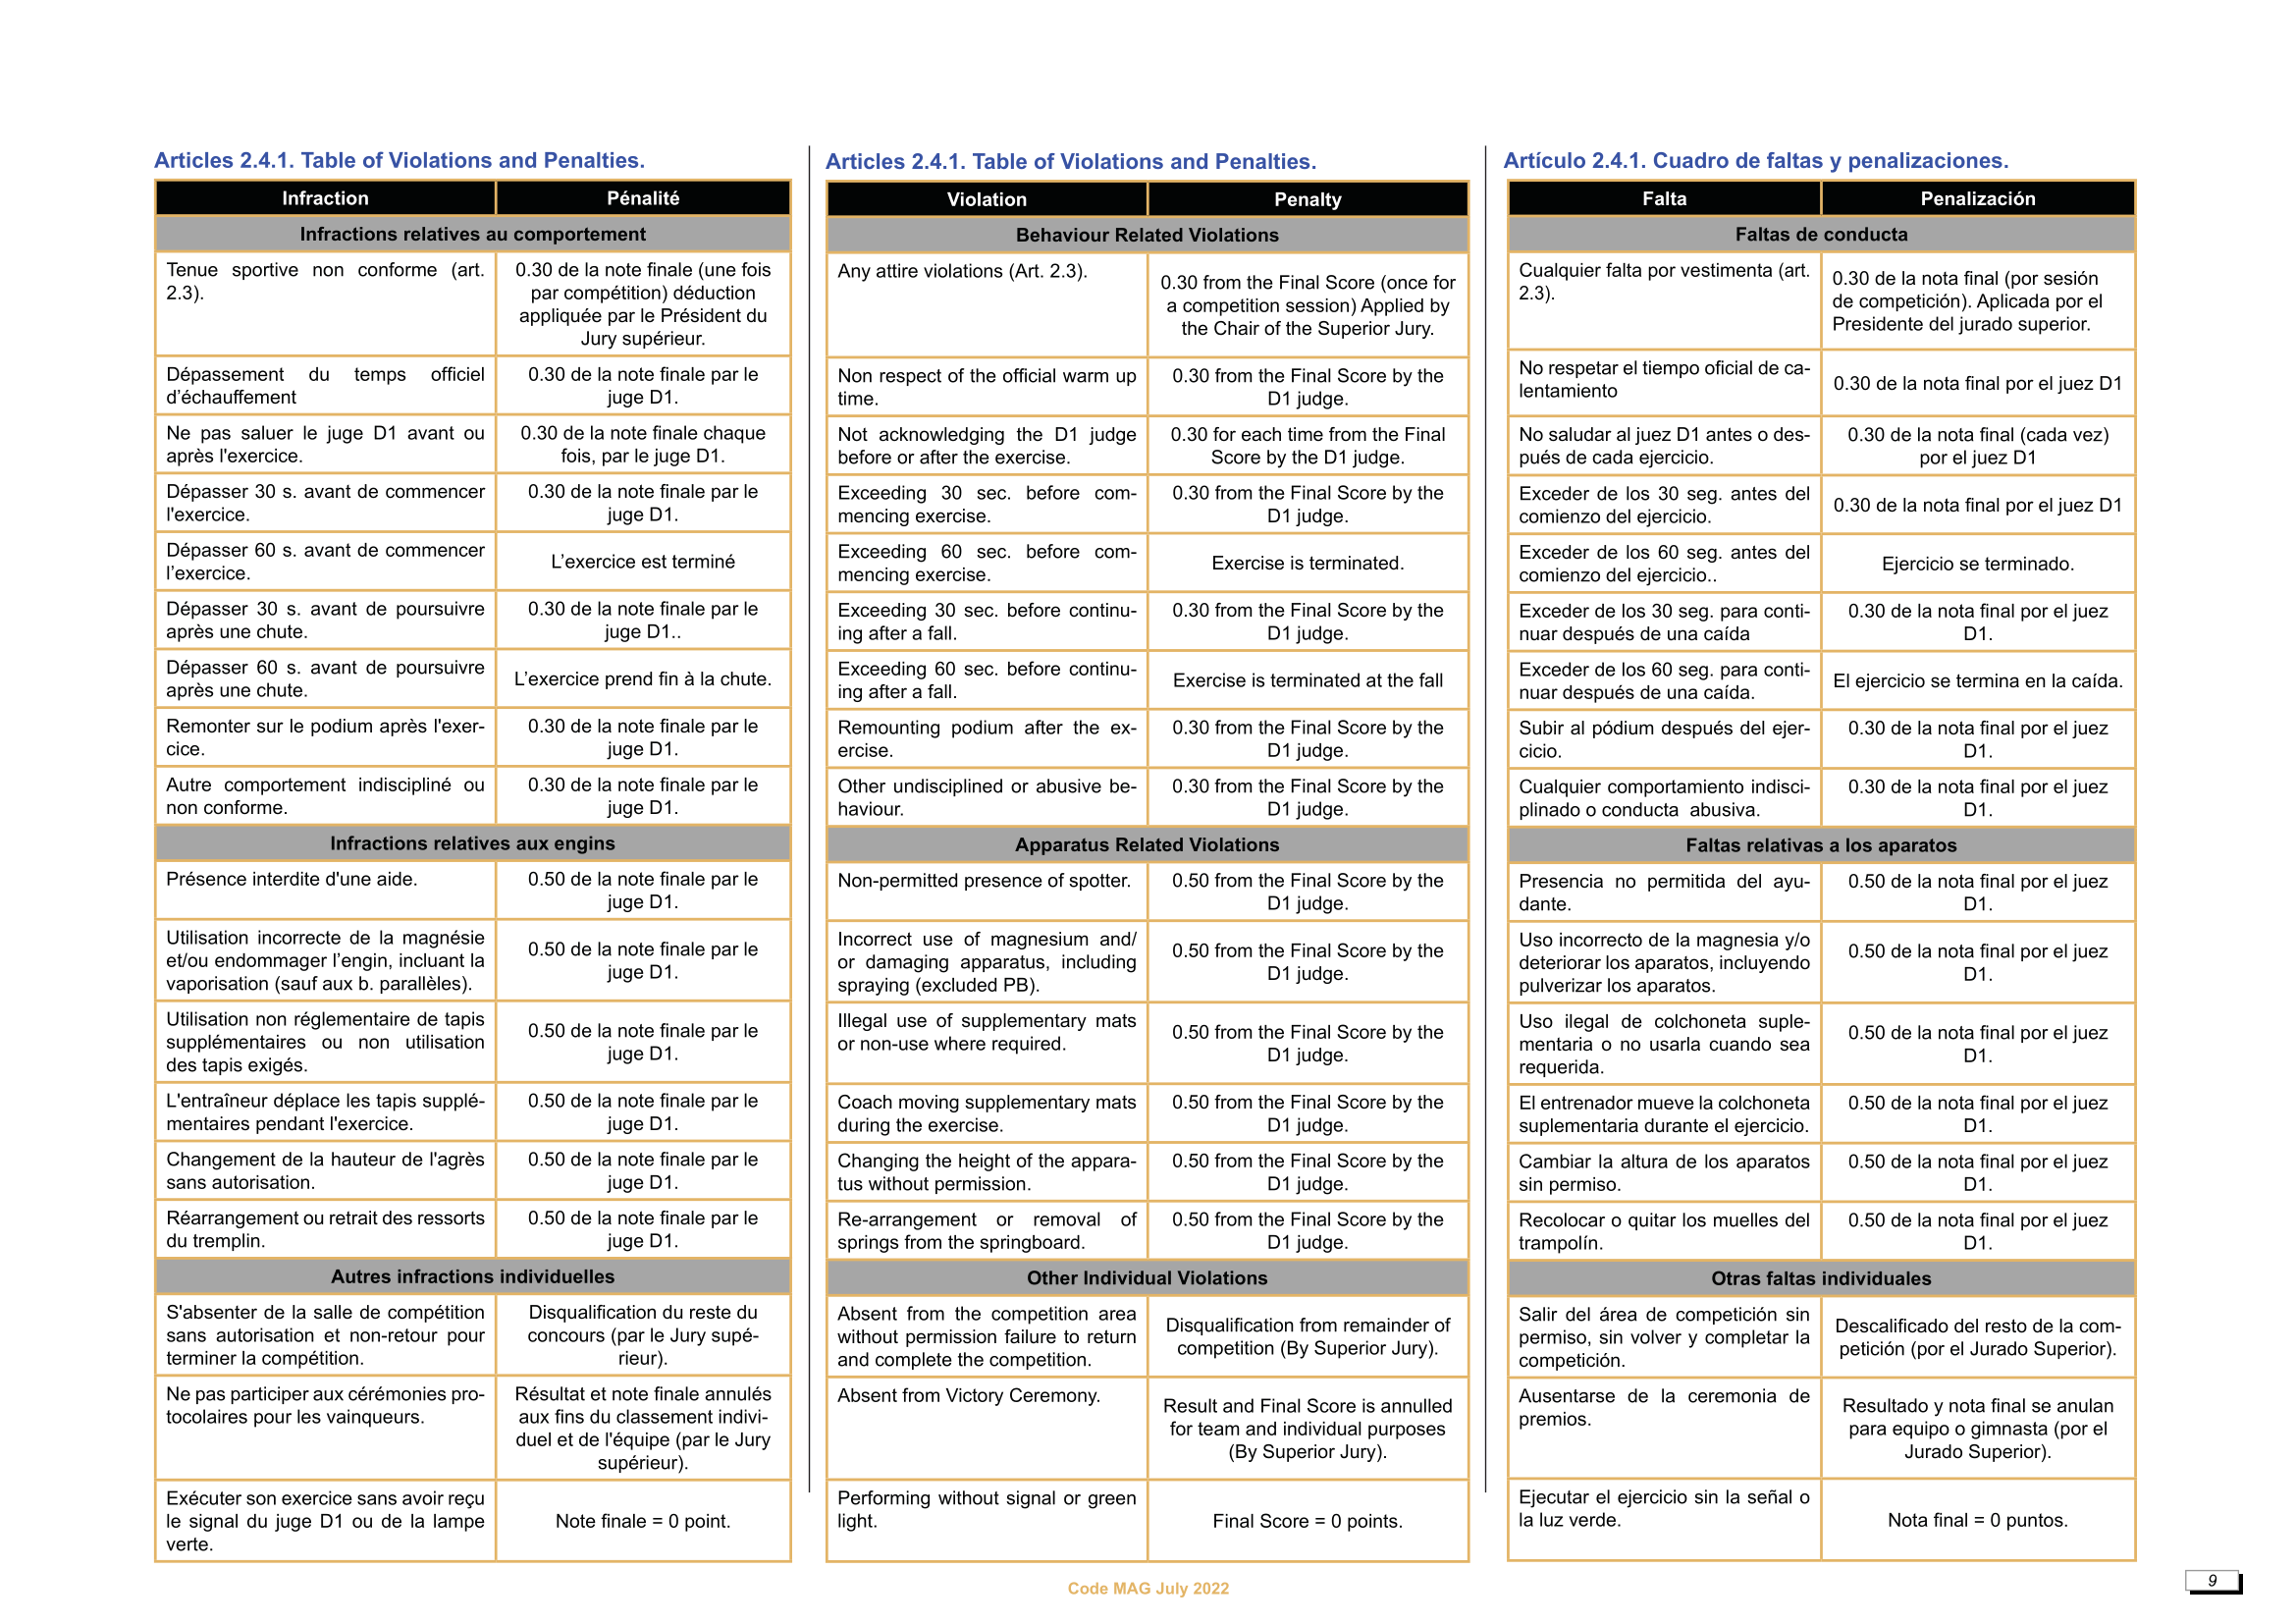 Articles 2.4.1. Table of Violations and Penalties.
Infraction Pénalité
Infractions relatives au comportement
Tenue sportive non conforme (art.
2.3).
0.30 de la note finale (une fois
par compétition) déduction
appliquée par le Président du
Jury supérieur.
Dépassement du temps officiel
d’échauffement
0.30 de la note finale par le
juge D1.
Ne pas saluer le juge D1 avant ou
après l'exercice.
0.30 de la note finale chaque
fois, par le juge D1.
Dépasser 30 s. avant de commencer
l'exercice.
0.30 de la note finale par le
juge D1.
Dépasser 60 s. avant de commencer
l’exercice.
L’exercice est terminé
Dépasser 30 s. avant de poursuivre
après une chute.
0.30 de la note finale par le
juge D1..
Dépasser 60 s. avant de poursuivre
après une chute.
L’exercice prend fin à la chute.
Remonter sur le podium après l'exer-
cice.
0.30 de la note finale par le
juge D1.
Autre comportement indiscipliné ou
non conforme.
0.30 de la note finale par le
juge D1.
Infractions relatives aux engins
Présence interdite d'une aide.
0.50 de la note finale par le
juge D1.
Utilisation incorrecte de la magnésie
et/ou endommager l’engin, incluant la
vaporisation (sauf aux b. parallèles).
0.50 de la note finale par le
juge D1.
Utilisation non réglementaire de tapis
supplémentaires ou non utilisation
des tapis exigés.
0.50 de la note finale par le
juge D1.
L'entraîneur déplace les tapis supplé-
mentaires pendant l'exercice.
0.50 de la note finale par le
juge D1.
Changement de la hauteur de l'agrès
sans autorisation.
0.50 de la note finale par le
juge D1.
Réarrangement ou retrait des ressorts
du tremplin.
0.50 de la note finale par le
juge D1.
Autres infractions individuelles
S'absenter de la salle de compétition
sans autorisation et non-retour pour
terminer la compétition.
Disqualification du reste du
concours (par le Jury supé-
rieur).
Ne pas participer aux cérémonies pro-
tocolaires pour les vainqueurs.
Résultat et note finale annulés
aux fins du classement indivi-
duel et de l'équipe (par le Jury
supérieur).
Exécuter son exercice sans avoir reçu
le signal du juge D1 ou de la lampe
verte.
Note finale = 0 point.
Articles 2.4.1. Table of Violations and Penalties.
Violation Penalty
Behaviour Related Violations
Any attire violations (Art. 2.3).
0.30 from the Final Score (once for
a competition session) Applied by
the Chair of the Superior Jury.
Non respect of the official warm up
time.
0.30 from the Final Score by the
D1 judge.
Not acknowledging the D1 judge
before or after the exercise.
0.30 for each time from the Final
Score by the D1 judge.
Exceeding 30 sec. before com-
mencing exercise.
0.30 from the Final Score by the
D1 judge.
Exceeding 60 sec. before com-
mencing exercise.
Exercise is terminated.
Exceeding 30 sec. before continu-
ing after a fall.
0.30 from the Final Score by the
D1 judge.
Exceeding 60 sec. before continu-
ing after a fall.
Exercise is terminated at the fall
Remounting podium after the ex-
ercise.
0.30 from the Final Score by the
D1 judge.
Other undisciplined or abusive be-
haviour.
0.30 from the Final Score by the
D1 judge.
Apparatus Related Violations
Non-permitted presence of spotter.
0.50 from the Final Score by the
D1 judge.
Incorrect use of magnesium and/
or damaging apparatus, including
spraying (excluded PB).
0.50 from the Final Score by the
D1 judge.
Illegal use of supplementary mats
or non-use where required.
0.50 from the Final Score by the
D1 judge.
Coach moving supplementary mats
during the exercise.
0.50 from the Final Score by the
D1 judge.
Changing the height of the appara-
tus without permission.
0.50 from the Final Score by the
D1 judge.
Re-arrangement or removal of
springs from the springboard.
0.50 from the Final Score by the
D1 judge.
Other Individual Violations
Absent from the competition area
without permission failure to return
and complete the competition.
Disqualification from remainder of
competition (By Superior Jury).
Absent from Victory Ceremony.
Result and Final Score is annulled
for team and individual purposes
(By Superior Jury).
Performing without signal or green
light.
Final Score = 0 points.
Artículo 2.4.1. Cuadro de faltas y penalizaciones.
Falta Penalización
Faltas de conducta
Cualquier falta por vestimenta (art.
2.3).
0.30 de la nota final (por sesión
de competición). Aplicada por el
Presidente del jurado superior.
No respetar el tiempo oficial de ca-
lentamiento
0.30 de la nota final por el juez D1
No saludar al juez D1 antes o des-
pués de cada ejercicio.
0.30 de la nota final (cada vez)
por el juez D1
Exceder de los 30 seg. antes del
comienzo del ejercicio.
0.30 de la nota final por el juez D1
Exceder de los 60 seg. antes del
comienzo del ejercicio..
Ejercicio se terminado.
Exceder de los 30 seg. para conti-
nuar después de una caída
0.30 de la nota final por el juez
D1.
Exceder de los 60 seg. para conti-
nuar después de una caída.
El ejercicio se termina en la caída.
Subir al pódium después del ejer-
cicio.
0.30 de la nota final por el juez
D1.
Cualquier comportamiento indisci-
plinado o conducta abusiva.
0.30 de la nota final por el juez
D1.
Faltas relativas a los aparatos
Presencia no permitida del ayu-
dante.
0.50 de la nota final por el juez
D1.
Uso incorrecto de la magnesia y/o
deteriorar los aparatos, incluyendo
pulverizar los aparatos.
0.50 de la nota final por el juez
D1.
Uso ilegal de colchoneta suple-
mentaria o no usarla cuando sea
requerida.
0.50 de la nota final por el juez
D1.
El entrenador mueve la colchoneta
suplementaria durante el ejercicio.
0.50 de la nota final por el juez
D1.
Cambiar la altura de los aparatos
sin permiso.
0.50 de la nota final por el juez
D1.
Recolocar o quitar los muelles del
trampolín.
0.50 de la nota final por el juez
D1.
Otras faltas individuales
Salir del área de competición sin
permiso, sin volver y completar la
competición.
Descalificado del resto de la com-
petición (por el Jurado Superior).
Ausentarse de la ceremonia de
premios.
Resultado y nota final se anulan
para equipo o gimnasta (por el
Jurado Superior).
Ejecutar el ejercicio sin la señal o
la luz verde.
Nota final = 0 puntos.
Code MAG July 2022
9